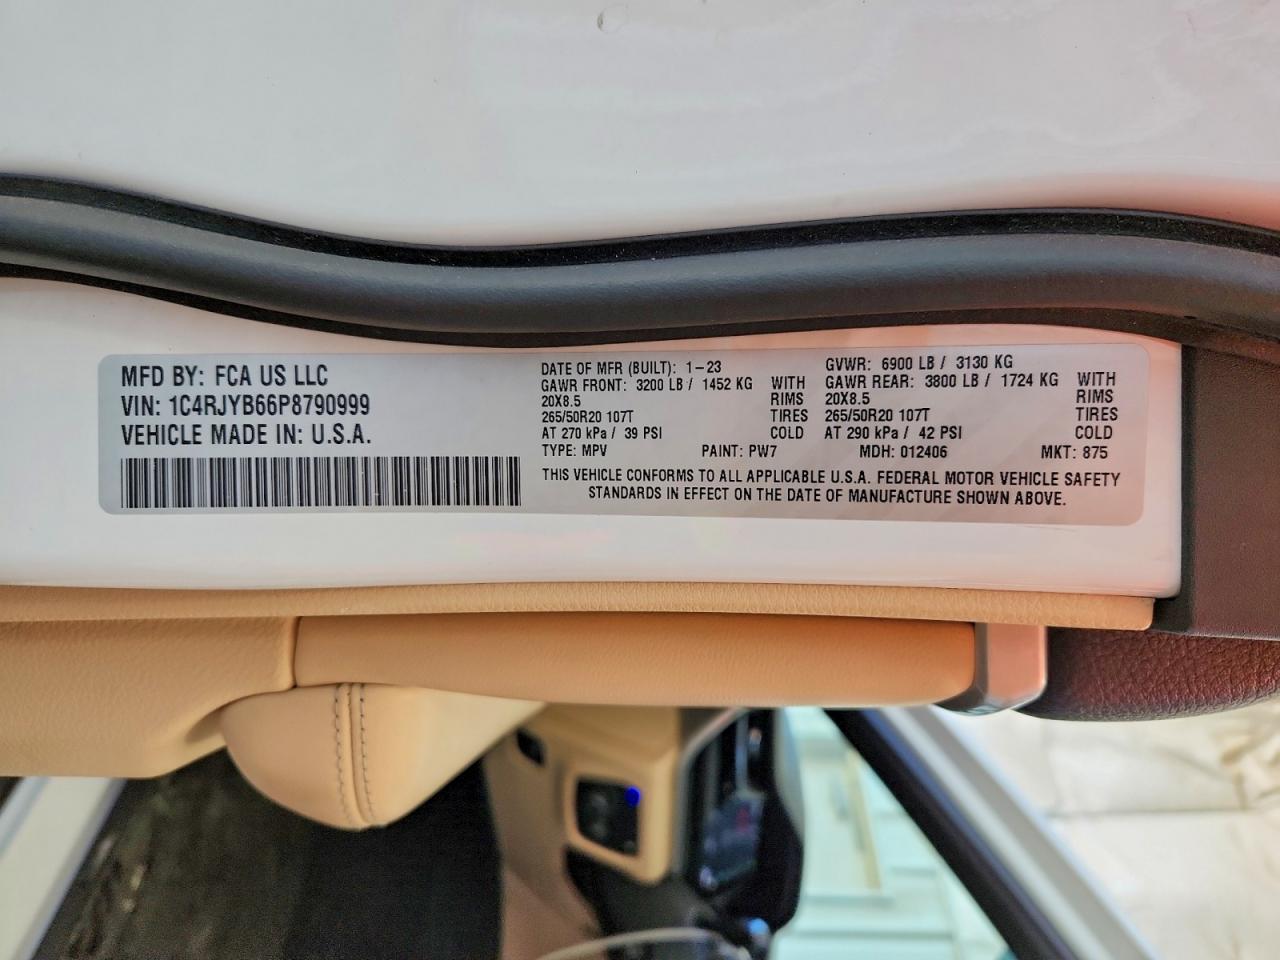 MFD BY: FCA US LLC
VIN: 1C4RJYB66P8790999
VEHICLE MADE IN: U.S.A.
DATE OF MFR (BUILT): 1-23
GAWR FRONT: 3200 LB / 1452 KG WITH
20X8.5 RIMS
265/50R20 107T TIRES
AT 270 kPa / 39 PSI COLD
GVWR: 6900 LB / 3130 KG
GAWR REAR: 3800 LB / 1724 KG WITH
20X8.5 RIMS
265/50R20 107T TIRES
AT 290 kPa / 42 PSI COLD
TYPE: MPV PAINT: PW7 MDH: 012406 MKT: 875
THIS VEHICLE CONFORMS TO ALL APPLICABLE U.S.A. FEDERAL MOTOR VEHICLE SAFETY
STANDARDS IN EFFECT ON THE DATE OF MANUFACTURE SHOWN ABOVE.